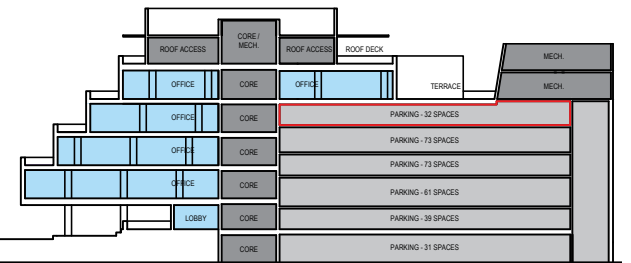 CORE /
MECH.
ROOF ACCESS
ROOF ACCESS
ROOF DECK
MECH.
OFFICE
CORE
OFFICE
TERRACE
MECH.
OFFICE
CORE
PARKING - 32 SPACES
OFFICE
CORE
PARKING - 73 SPACES
PARKING - 73 SPACES
OFFICE
CORE
PARKING - 61 SPACES
LOBBY
CORE
PARKING - 39 SPACES
CORE
PARKING - 31 SPACES